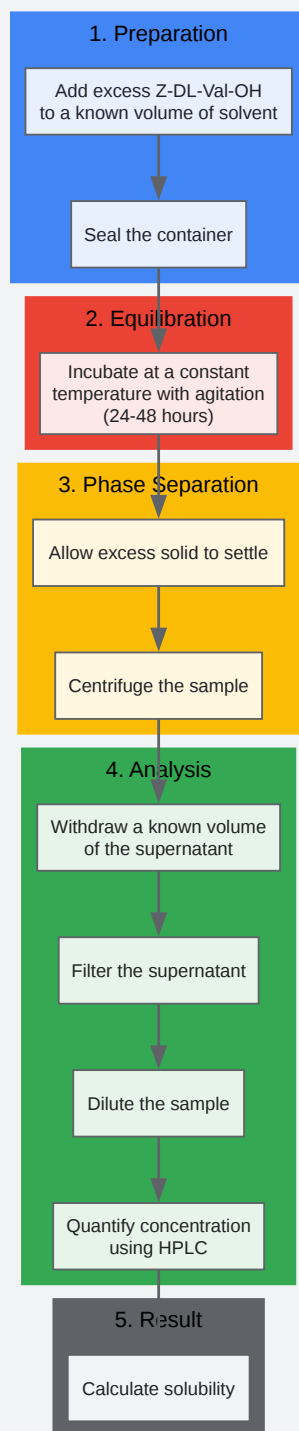 1. Preparation
Add excess Z-DL-Val-OH
to a known volume of solvent
Seal the container
2. Equilibration
Incubate at a constant
temperature with agitation
(24-48 hours)
3. Phase Separation
Allow excess solid to settle
Centrifuge the sample
4. Analysis
Withdraw a known volume
of the supernatant
Filter the supernatant
Dilute the sample
Quantify concentration
using HPLC
5. Result
Calculate solubility